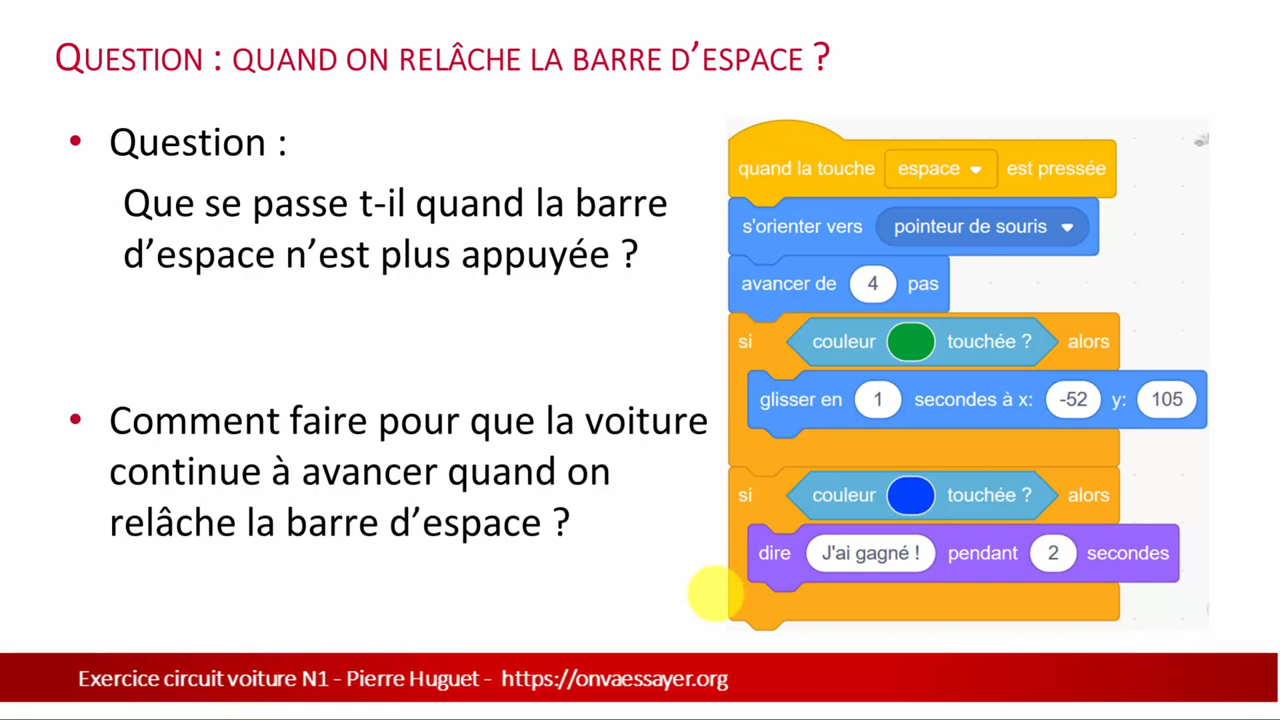 QUESTION : QUAND ON RELÂCHE LA BARRE D’ESPACE ?
• Question :
Que se passe t-il quand la barre
d’espace n’est plus appuyée ?
• Comment faire pour que la voiture
continue à avancer quand on
relâche la barre d’espace ?
quand la touche espace est pressée
s'orienter vers pointeur de souris
avancer de 4 pas
si couleur touchée ? alors
glisser en 1 secondes à x: -52 y: 105
si couleur touchée ? alors
dire J'ai gagné ! pendant 2 secondes
Exercice circuit voiture N1 - Pierre Huguet - https://onvaessayer.org